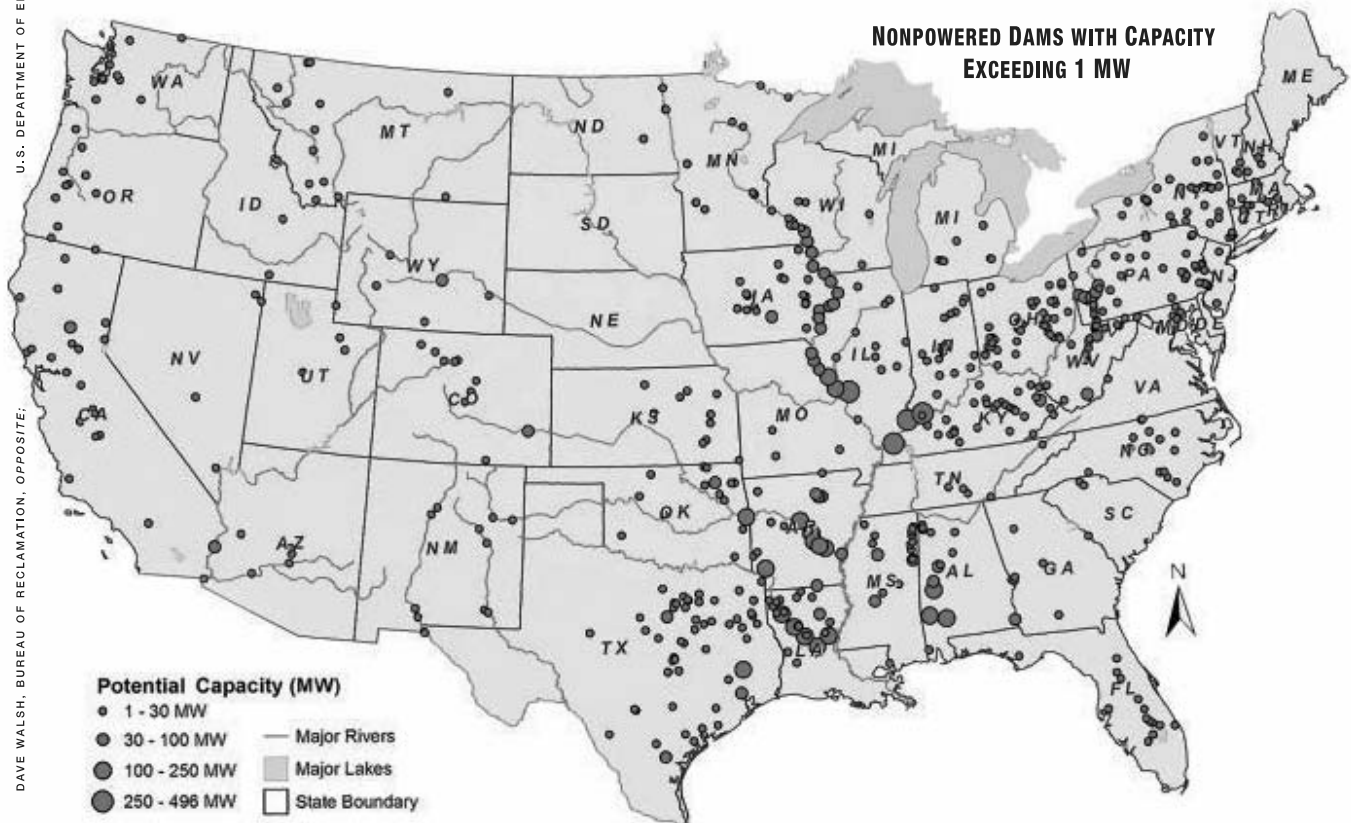 U.S. DEPARTMENT OF
DAVE WALSH, BUREAU OF RECLAMATION, OPPOSITE;
NONPOWERED DAMS WITH CAPACITY
EXCEEDING 1 MW
WA
MT
ND
MN
MI
ME
VT
NH
OR
ID
WY
SD
WI
MI
NY
MA
CT
RI
NV
UT
CO
NE
IA
IL
IN
OH
PA
NJ
MD
DE
WV
VA
CA
KS
MO
KY
AZ
NM
OK
AR
TN
NC
SC
TX
LA
MS
AL
GA
FL
N
Potential Capacity (MW)
1 - 30 MW
30 - 100 MW
100 - 250 MW
250 - 496 MW
Major Rivers
Major Lakes
State Boundary